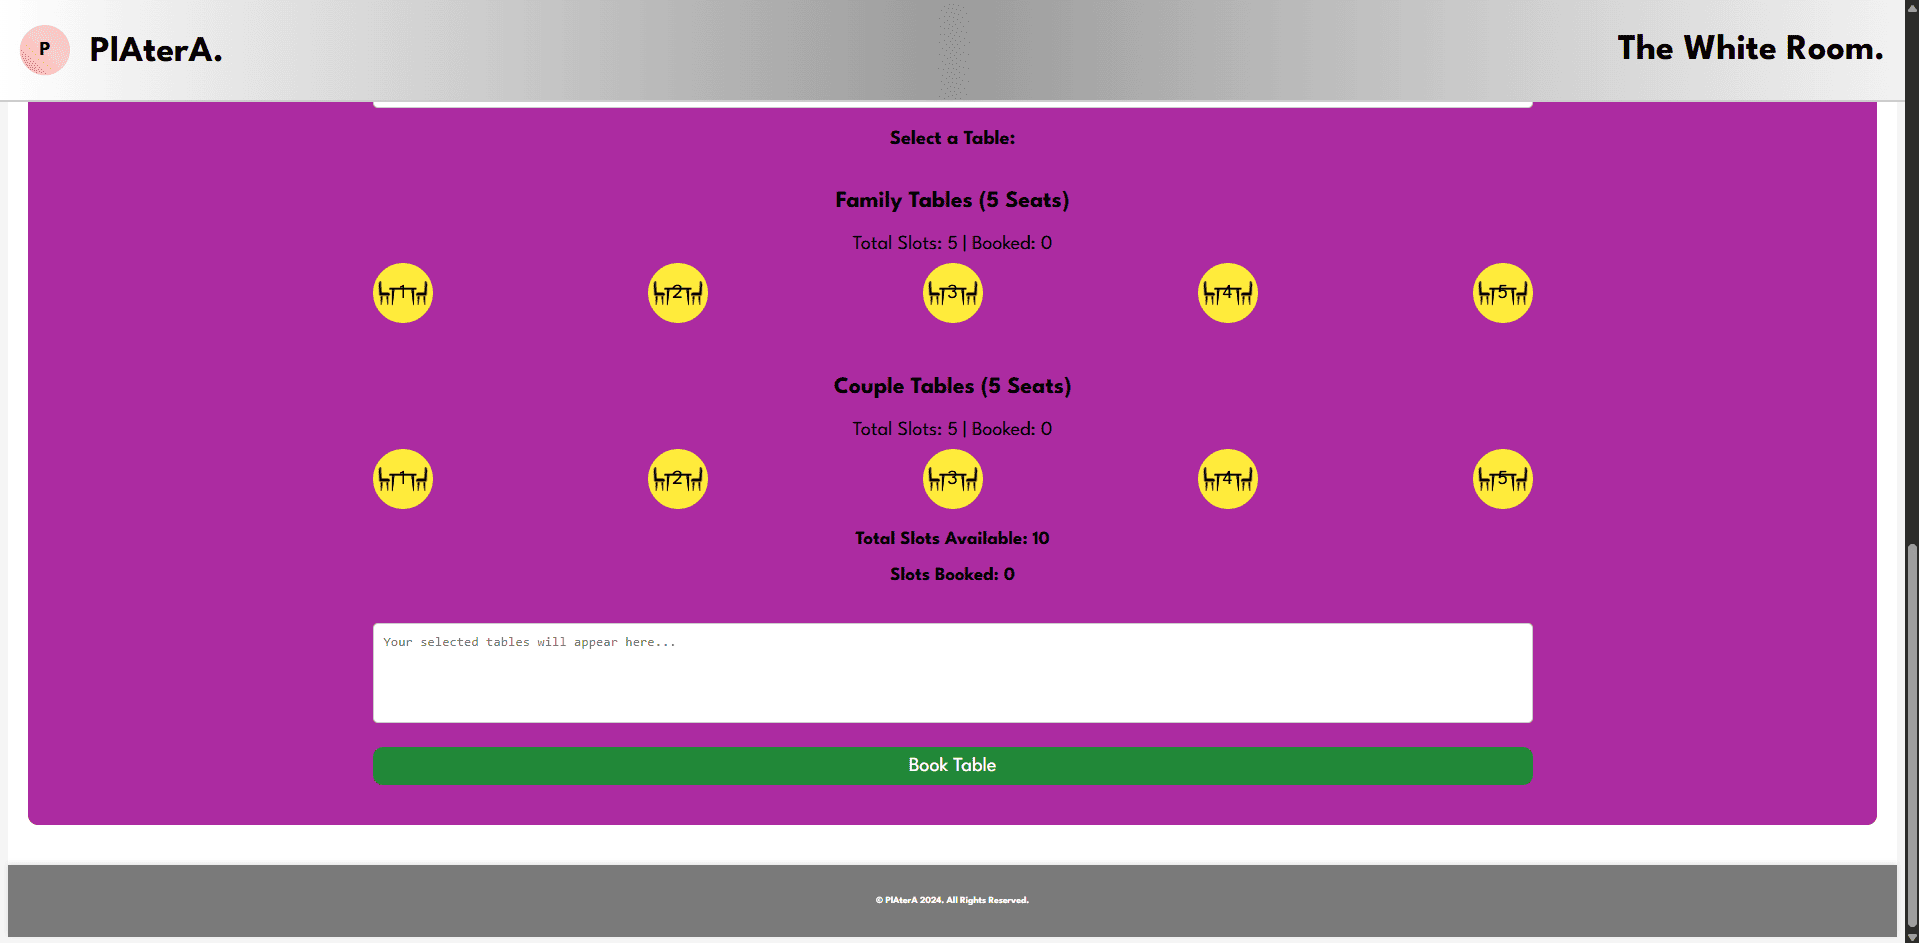 P
PlAterA.
The White Room.
Select a Table:
Family Tables (5 Seats)
Total Slots: 5 | Booked: 0
1 2 3 4 5
Couple Tables (5 Seats)
Total Slots: 5 | Booked: 0
1 2 3 4 5
Total Slots Available: 10
Slots Booked: 0
Your selected tables will appear here...
Book Table
© PlAterA 2024. All Rights Reserved.